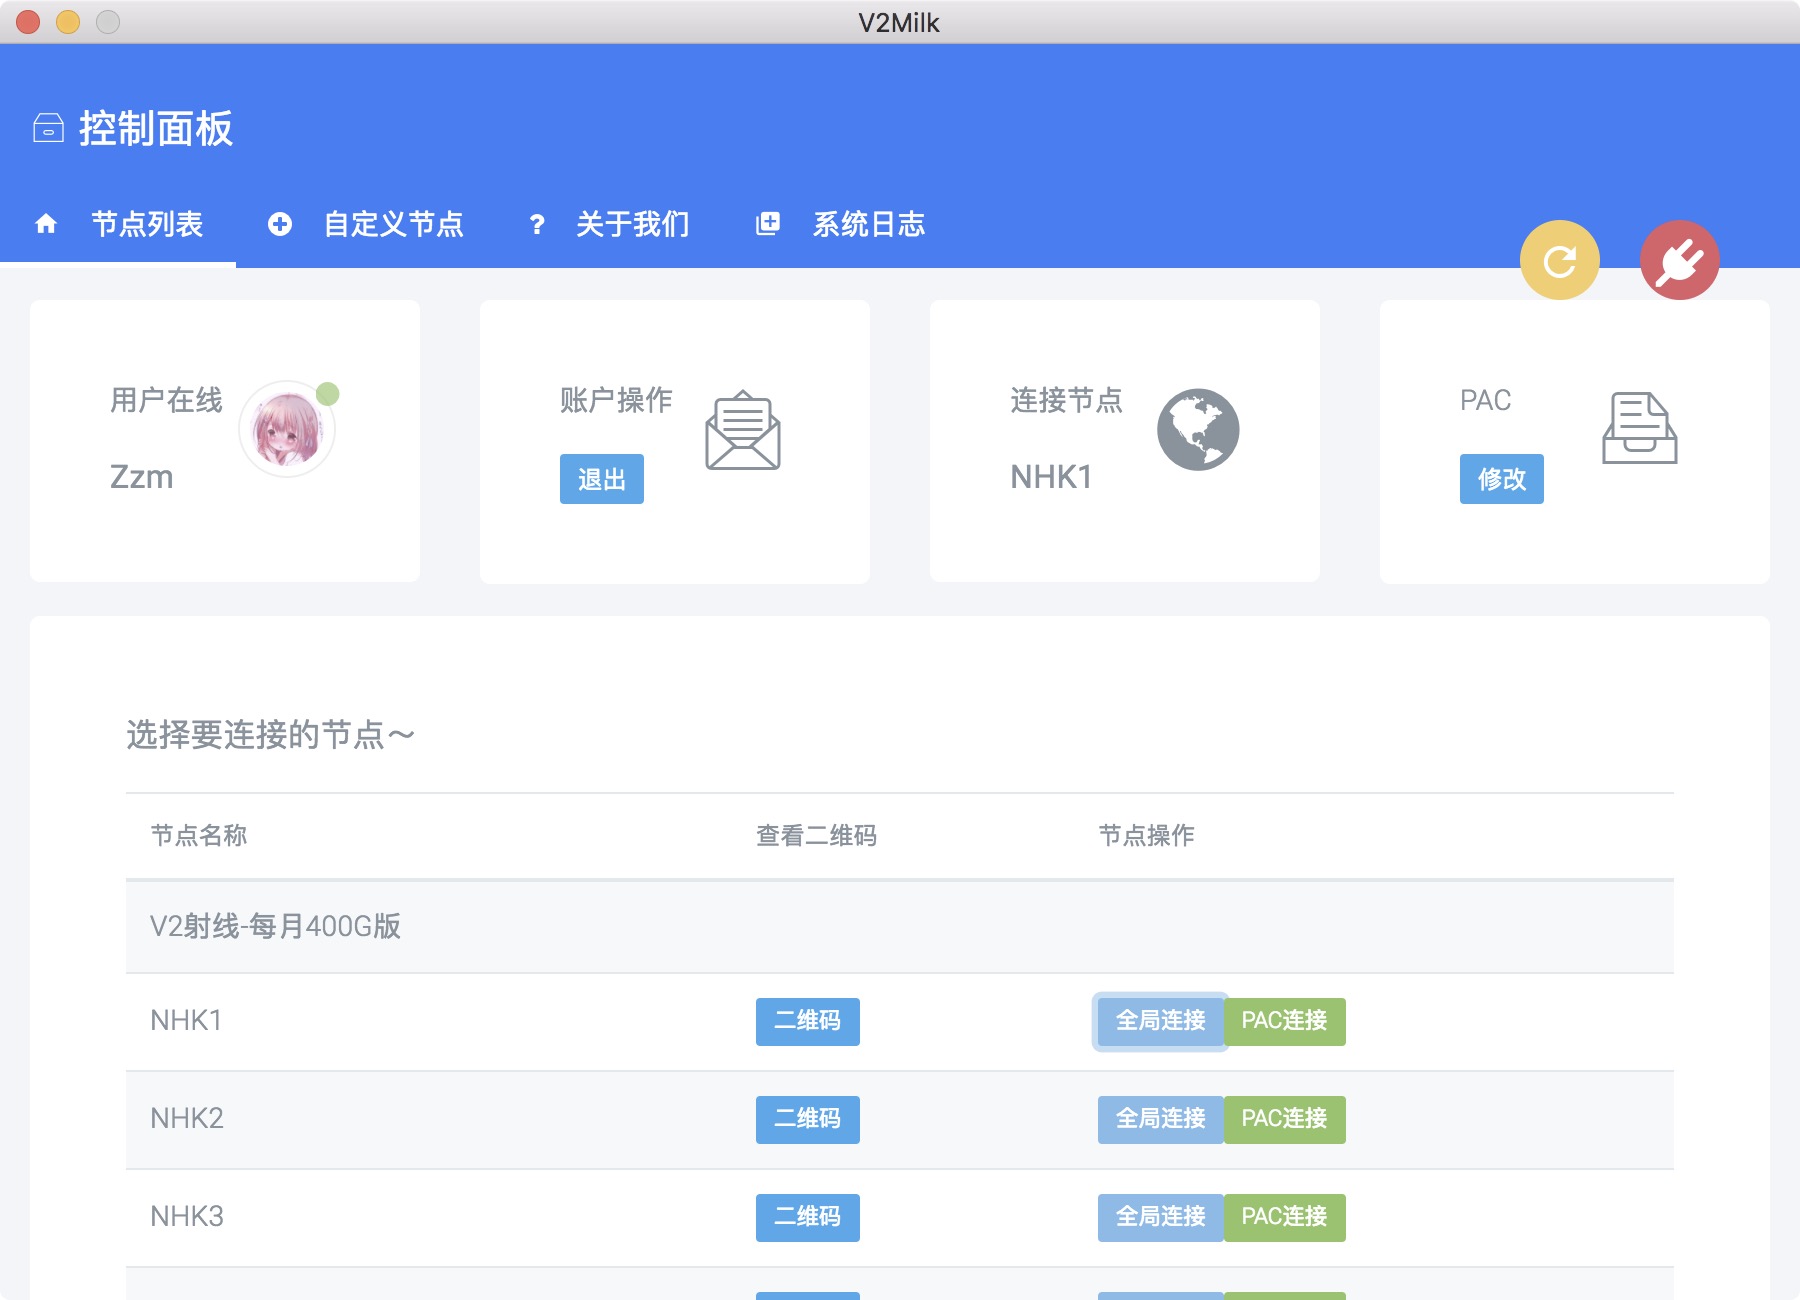 V2Milk
控制面板
节点列表 自定义节点 ? 关于我们 系统日志
用户在线
Zzm
账户操作
退出
连接节点
NHK1
PAC
修改
选择要连接的节点～
节点名称 查看二维码 节点操作
V2射线-每月400G版
NHK1 二维码 全局连接 PAC连接
NHK2 二维码 全局连接 PAC连接
NHK3 二维码 全局连接 PAC连接